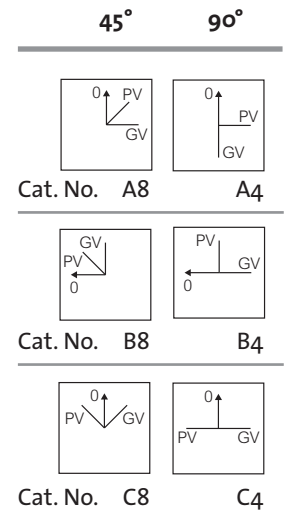 45° 90°
0 PV GV
0 PV GV
Cat. No. A8 A4
GV PV 0
PV GV 0
Cat. No. B8 B4
0 PV GV
0 PV GV
Cat. No. C8 C4